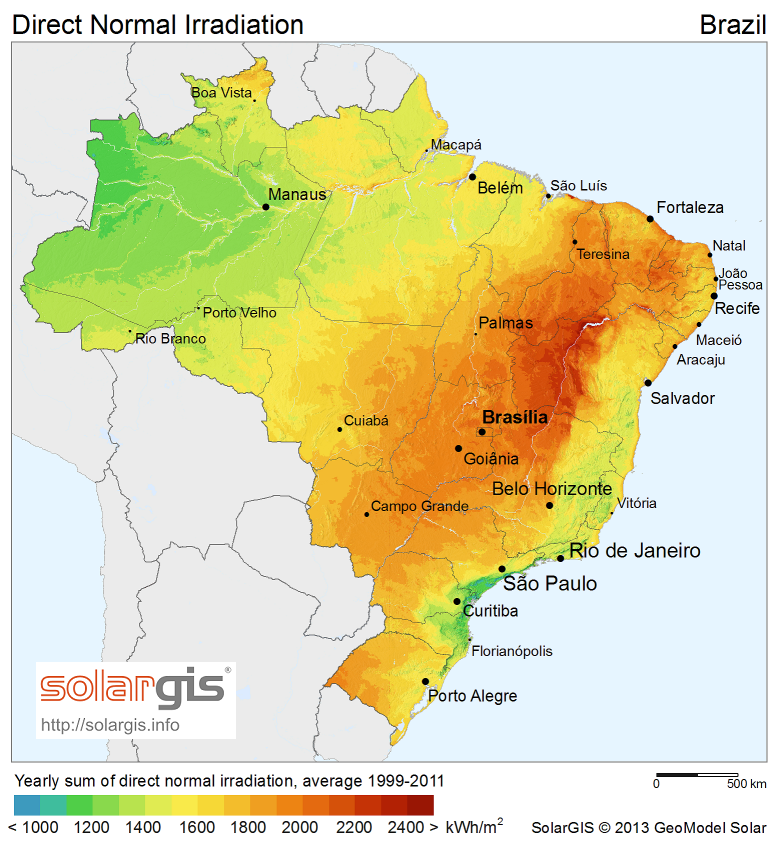 Direct Normal Irradiation
Brazil
Boa Vista
Macapá
Belém
São Luís
Manaus
Fortaleza
Teresina
Natal
João
Pessoa
Recife
Porto Velho
Palmas
Rio Branco
Maceió
Aracaju
Salvador
Cuiabá
Brasília
Goiânia
Belo Horizonte
Campo Grande
Vitória
Rio de Janeiro
São Paulo
Curitiba
Florianópolis
Porto Alegre
solargis®
http://solargis.info
Yearly sum of direct normal irradiation, average 1999-2011
0 500 km
< 1000 1200 1400 1600 1800 2000 2200 2400 > kWh/m²
SolarGIS © 2013 GeoModel Solar